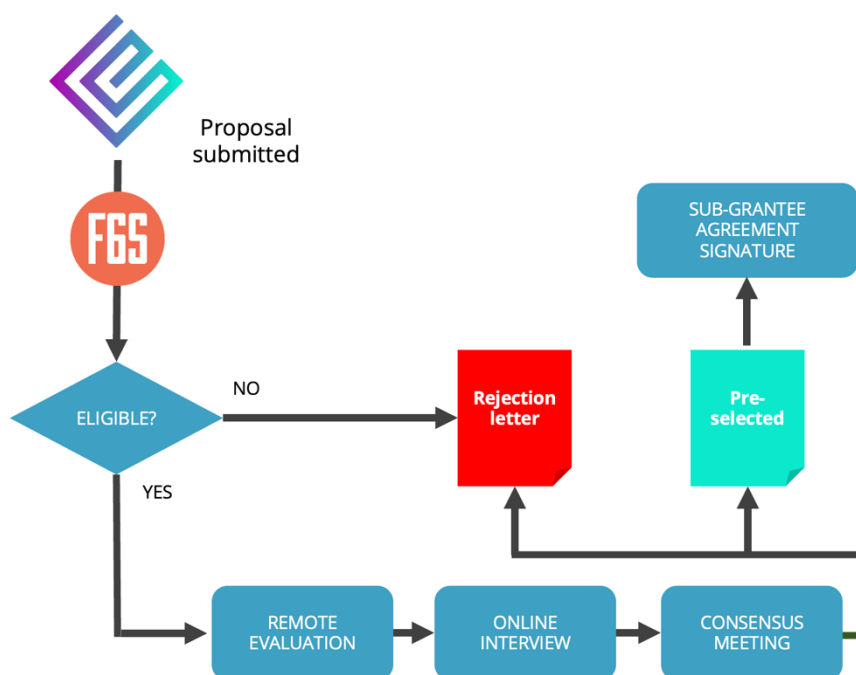 Proposal
submitted
F6S
SUB-GRANTEE
AGREEMENT
SIGNATURE
ELIGIBLE?
NO
Rejection
letter
Pre-
selected
YES
REMOTE
EVALUATION
ONLINE
INTERVIEW
CONSENSUS
MEETING